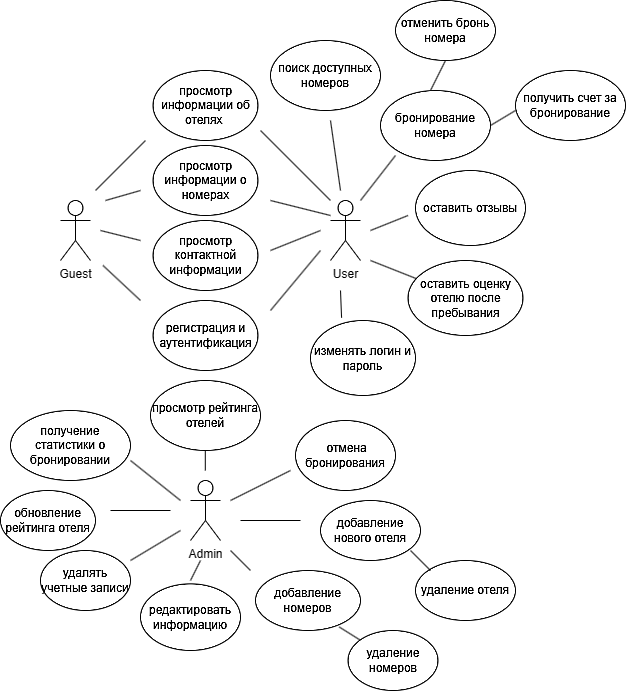 отменить бронь
номера
поиск доступных
номеров
просмотр
информации об
отелях
бронирование
номера
получить счет за
бронирование
просмотр
информации о
номерах
оставить отзывы
Guest
просмотр
контактной
информации
User
оставить оценку
отелю после
пребывания
регистрация и
аутентификация
изменять логин и
пароль
просмотр рейтинга
отелей
получение
статистики о
бронировании
отмена
бронирования
обновление
рейтинга отеля
Admin
добавление
нового отеля
удалять
учетные записи
редактировать
информацию
добавление
номеров
удаление отеля
удаление
номеров